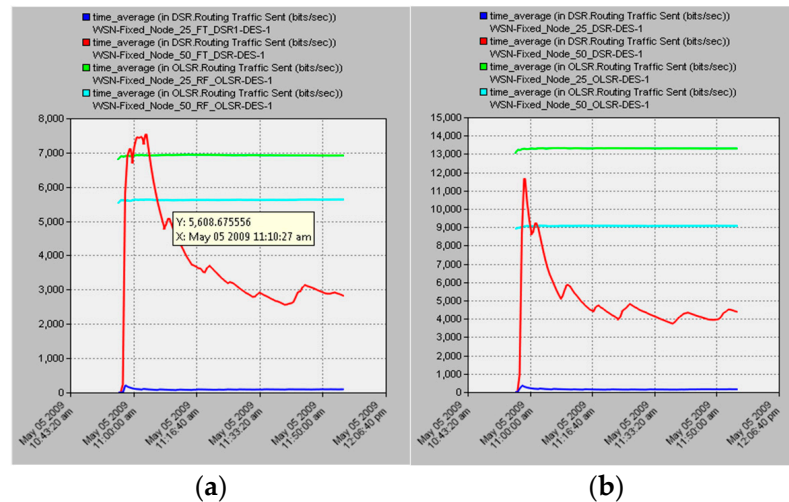 time_average (in DSR.Routing Traffic Sent (bits/sec))
WSN-Fixed_Node_25_FT_DSR1-DES-1
time_average (in DSR.Routing Traffic Sent (bits/sec))
WSN-Fixed_Node_50_FT_DSR-DES-1
time_average (in OLSR.Routing Traffic Sent (bits/sec))
WSN-Fixed_Node_25_RF_OLSR-DES-1
time_average (in OLSR.Routing Traffic Sent (bits/sec))
WSN-Fixed_Node_50_RF_OLSR-DES-1
8,000
7,000
6,000
5,000
4,000
3,000
2,000
1,000
0
Y: 5,608.675556
X: May 05 2009 11:10:27 am
May 05 2009
10:43:20 am
May 05 2009
11:00:00 am
May 05 2009
11:16:40 am
May 05 2009
11:33:20 am
May 05 2009
11:50:00 am
May 05 2009
12:06:40 pm
(a)
time_average (in DSR.Routing Traffic Sent (bits/sec))
WSN-Fixed_Node_25_DSR-DES-1
time_average (in DSR.Routing Traffic Sent (bits/sec))
WSN-Fixed_Node_50_DSR-DES-1
time_average (in OLSR.Routing Traffic Sent (bits/sec))
WSN-Fixed_Node_25_OLSR-DES-1
time_average (in OLSR.Routing Traffic Sent (bits/sec))
WSN-Fixed_Node_50_OLSR-DES-1
15,000
14,000
13,000
12,000
11,000
10,000
9,000
8,000
7,000
6,000
5,000
4,000
3,000
2,000
1,000
0
May 05 2009
10:43:20 am
May 05 2009
11:00:00 am
May 05 2009
11:16:40 am
May 05 2009
11:33:20 am
May 05 2009
11:50:00 am
May 05 2009
12:06:40 pm
(b)